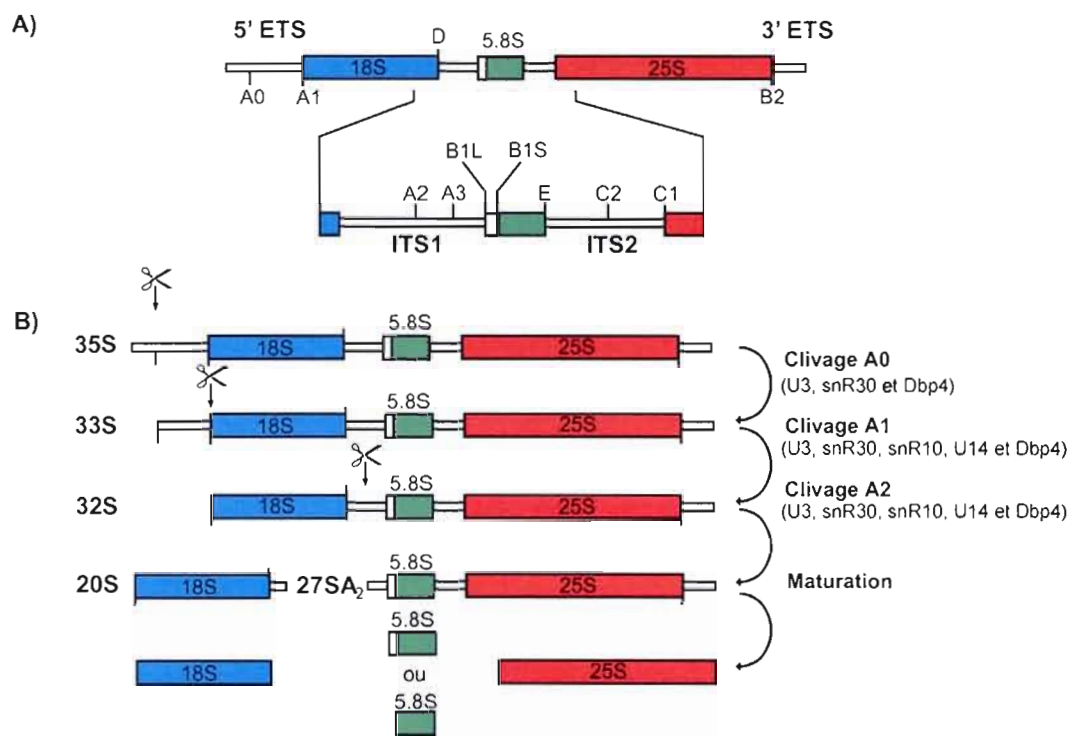 A)
5' ETS
3' ETS
D
5.8S
18S
25S
A0
A1
B2
B1L
B1S
A2
A3
E
C2
C1
ITS1
ITS2
B)
5.8S
35S
18S
25S
Clivage A0
(U3, snR30 et Dbp4)
5.8S
33S
18S
25S
Clivage A1
(U3, snR30, snR10, U14 et Dbp4)
5.8S
32S
18S
25S
Clivage A2
(U3, snR30, snR10, U14 et Dbp4)
5.8S
20S
18S
27SA2
25S
Maturation
5.8S
18S
ou
25S
5.8S